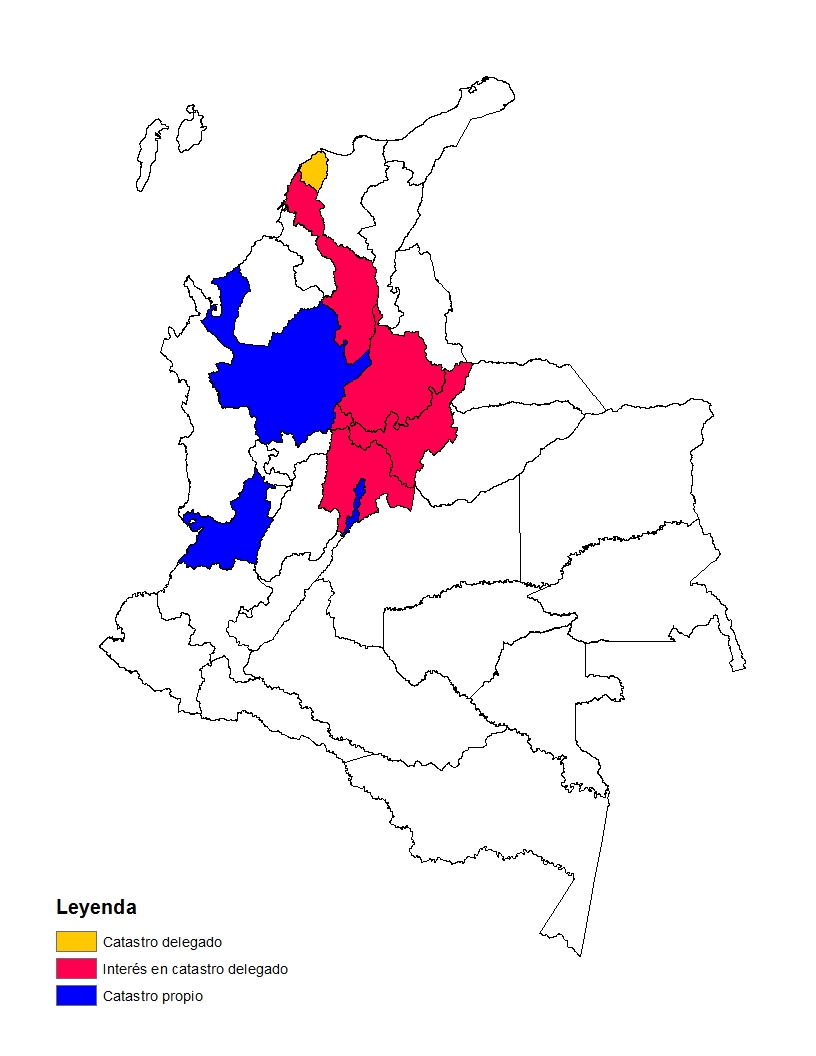 Leyenda
Catastro delegado
Interés en catastro delegado
Catastro propio